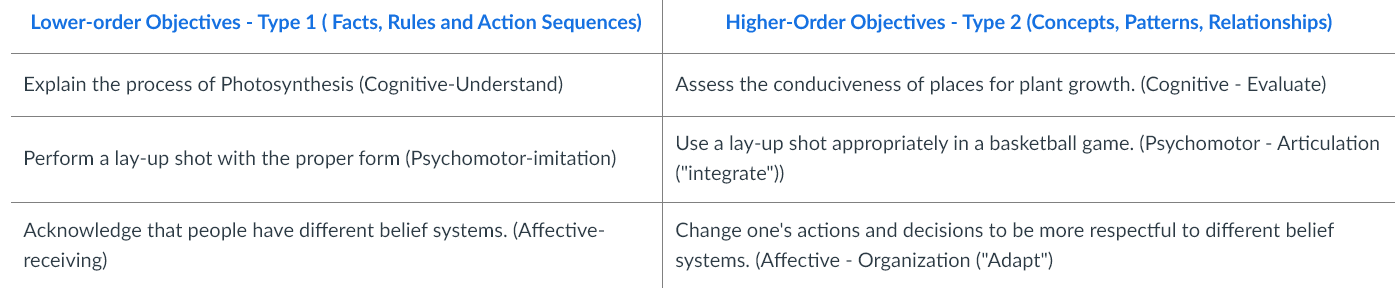 Lower-order Objectives - Type 1 ( Facts, Rules and Action Sequences)
Higher-Order Objectives - Type 2 (Concepts, Patterns, Relationships)
Explain the process of Photosynthesis (Cognitive-Understand)
Assess the conduciveness of places for plant growth. (Cognitive - Evaluate)
Perform a lay-up shot with the proper form (Psychomotor-imitation)
Use a lay-up shot appropriately in a basketball game. (Psychomotor - Articulation
("integrate"))
Acknowledge that people have different belief systems. (Affective-
receiving)
Change one's actions and decisions to be more respectful to different belief
systems. (Affective - Organization ("Adapt")